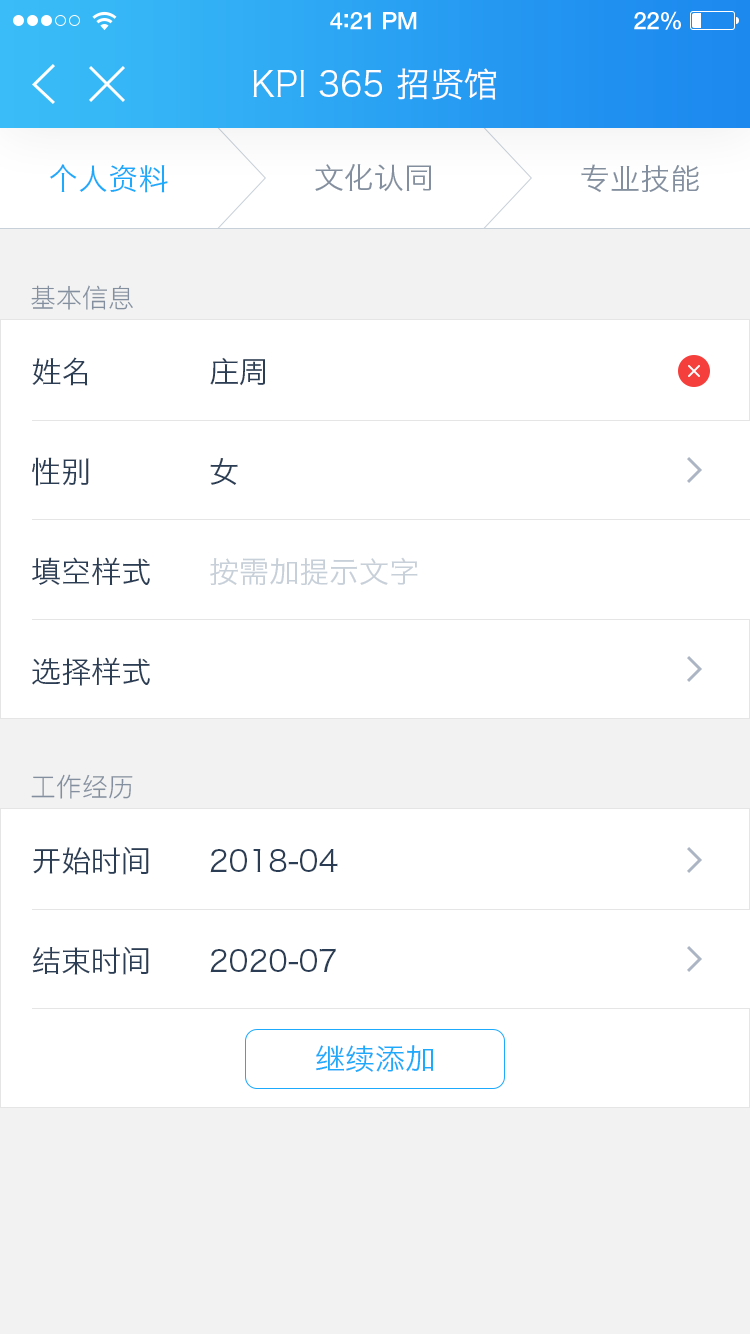 4:21 PM 22%
KPI 365 招贤馆
个人资料 文化认同 专业技能
基本信息
姓名 庄周
性别 女
填空样式 按需加提示文字
选择样式
工作经历
开始时间 2018-04
结束时间 2020-07
继续添加